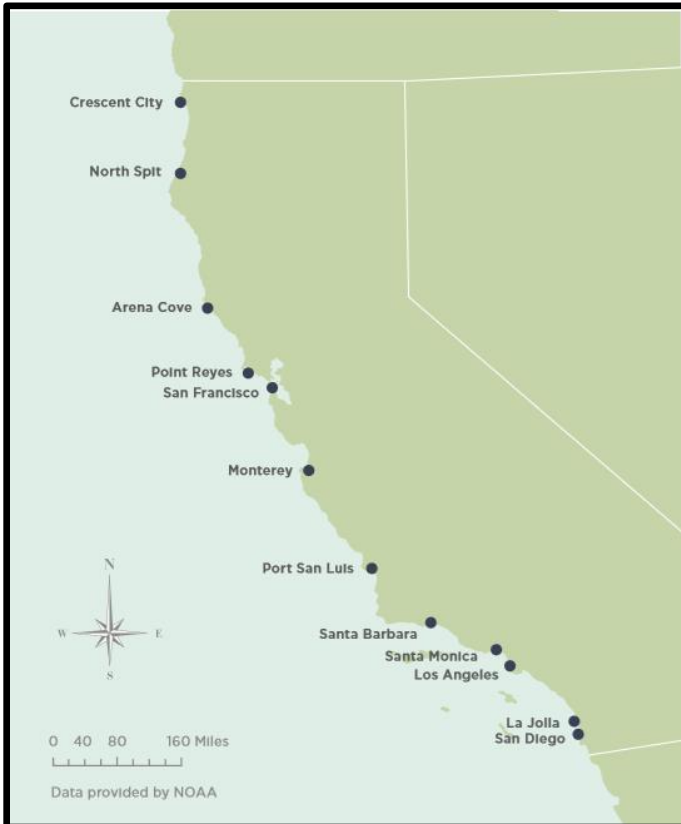 Crescent City
North Spit
Arena Cove
Point Reyes
San Francisco
Monterey
Port San Luis
Santa Barbara
Santa Monica
Los Angeles
La Jolla
San Diego
N
W E
S
0 40 80 160 Miles
Data provided by NOAA